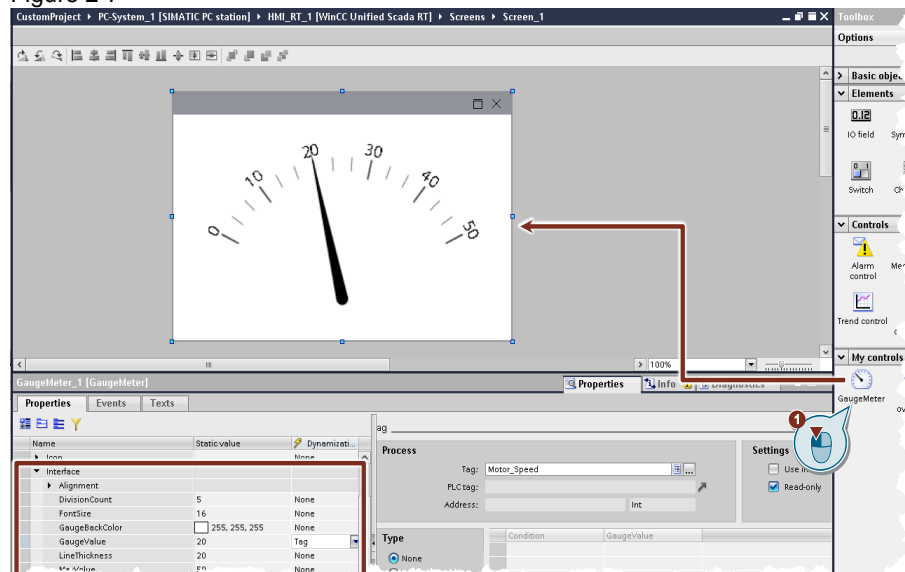 CustomProject ▸ PC-System_1 [SIMATIC PC station] ▸ HMI_RT_1 [WinCC Unified Scada RT] ▸ Screens ▸ Screen_1
Toolbox
Options
Basic
Elements
0.12
IO field
Switch
Controls
Alarm control
Trend control
My controls
GaugeMeter
1
0
10
20
30
40
50
100%
GaugeMeter_1 [GaugeMeter]
Properties
Info
Diagnostics
Properties Events Texts
Name Static value Dynamizati...
Icon None
Interface
Alignment
DivisionCount 5 None
FontSize 16 None
GaugeBackColor 255, 255, 255 None
GaugeValue 20 Tag
LineThickness 20 None
50 None
Process
Tag: Motor_Speed
PLC tag:
Address: Int
Settings
Use
Read-only
Type
None
Condition GaugeValue